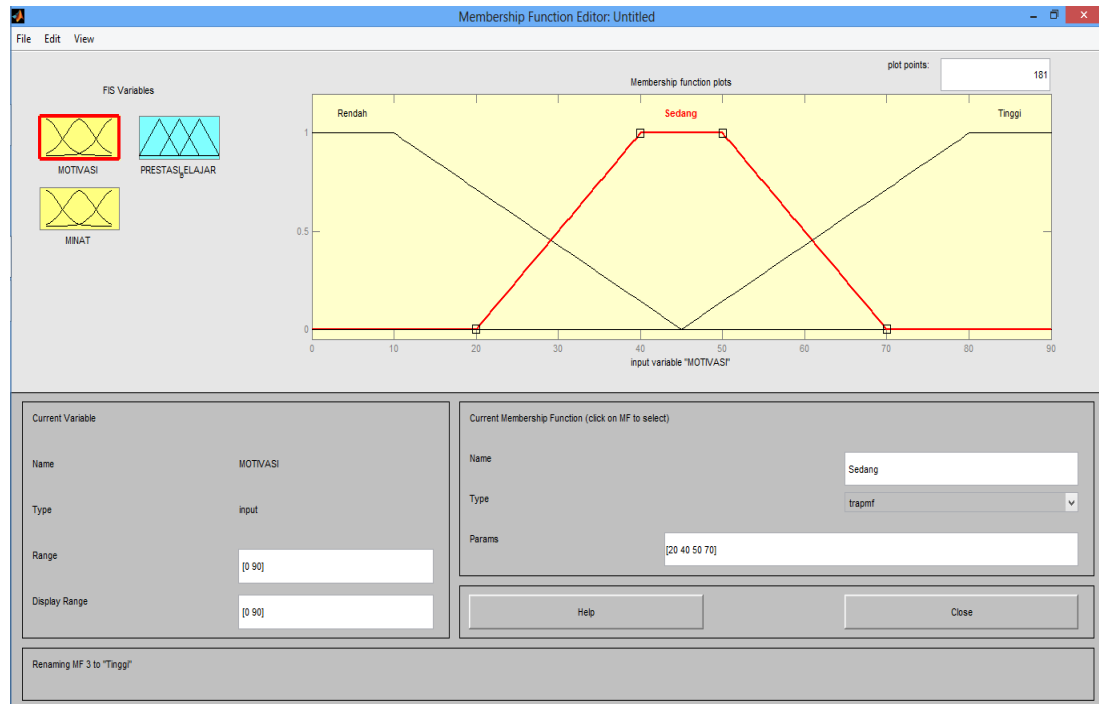 Membership Function Editor: Untitled
File Edit View
FIS Variables
MOTIVASI
PRESTASI_BELAJAR
MINAT
plot points:
181
Membership function plots
Rendah
Sedang
Tinggi
1
0.5
0
0 10 20 30 40 50 60 70 80 90
input variable "MOTIVASI"
Current Variable
Name MOTIVASI
Type input
Range [0 90]
Display Range [0 90]
Current Membership Function (click on MF to select)
Name Sedang
Type trapmf
Params [20 40 50 70]
Help
Close
Renaming MF 3 to "Tinggi"